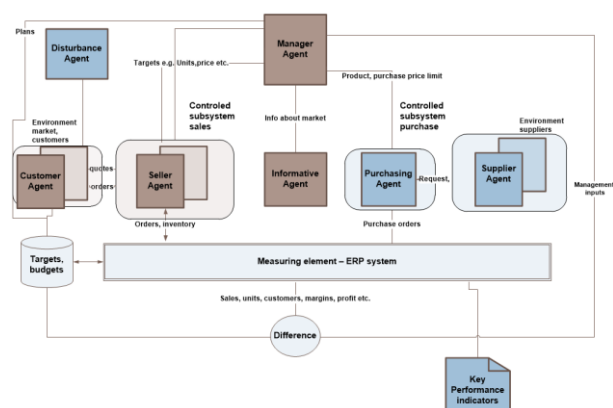 Plans
Manager
Agent
Disturbance
Agent
Targets e.g. Units,price etc.
Product, purchase price limit
Controled
subsystem
sales
Controlled
subsystem
purchase
Info about market
Environment
market,
customers
Environment
suppliers
Customer
Agent
quotes
orders
Seller
Agent
Informative
Agent
Purchasing
Agent
Request,
Supplier
Agent
Management
inputs
Orders, inventory
Purchase orders
Targets,
budgets
Measuring element – ERP system
Sales, units, customers, margins, profit etc.
Difference
Key
Performance
indicators